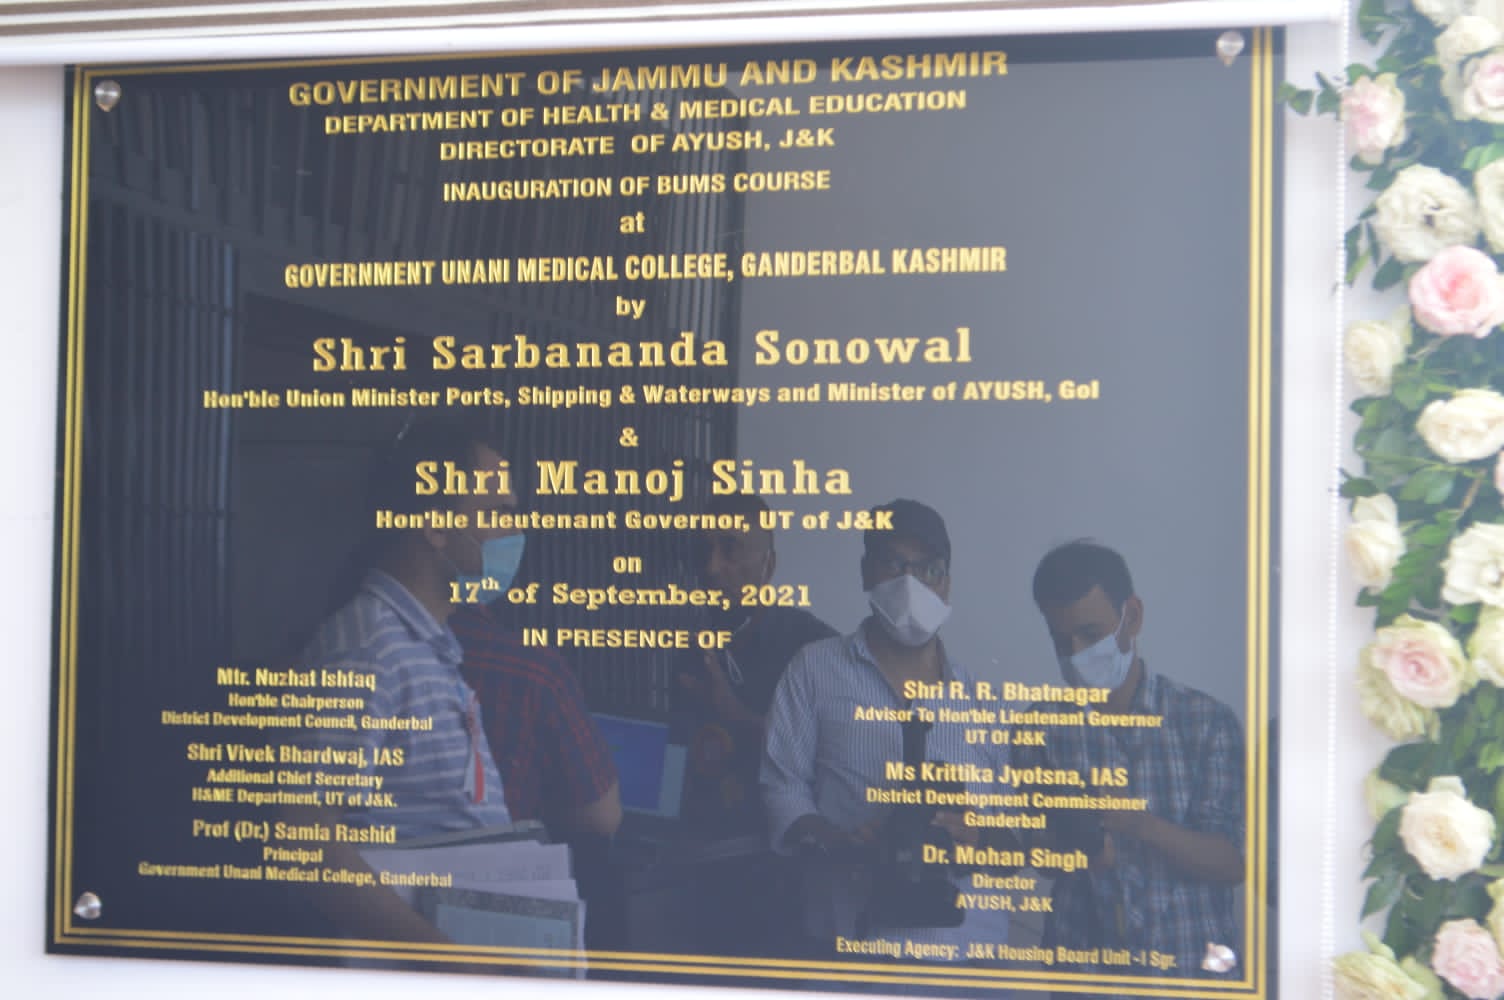 GOVERNMENT OF JAMMU AND KASHMIR
DEPARTMENT OF HEALTH & MEDICAL EDUCATION
DIRECTORATE OF AYUSH, J&K
INAUGURATION OF BUMS COURSE
at
GOVERNMENT UNANI MEDICAL COLLEGE, GANDERBAL KASHMIR
by
Shri Sarbananda Sonowal
Hon'ble Union Minister Ports, Shipping & Waterways and Minister of AYUSH, GoI
&
Shri Manoj Sinha
Hon'ble Lieutenant Governor, UT of J&K
on
17th of September, 2021
IN PRESENCE OF
Mtr. Nuzhat Ishfaq
Hon'ble Chairperson
District Development Council, Ganderbal
Shri Vivek Bhardwaj, IAS
Additional Chief Secretary
H&ME Department, UT of J&K.
Prof (Dr.) Samia Rashid
Principal
Government Unani Medical College, Ganderbal
Shri R. R. Bhatnagar
Advisor To Hon'ble Lieutenant Governor
UT Of J&K
Ms Krittika Jyotsna, IAS
District Development Commissioner
Ganderbal
Dr. Mohan Singh
Director
AYUSH, J&K
Executing Agency: J&K Housing Board Unit -I Sgr.